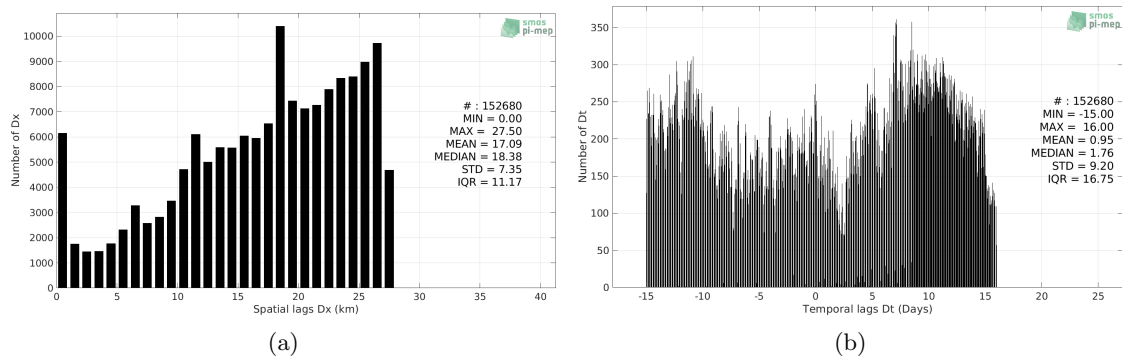 10000
9000
8000
7000
6000
5000
4000
3000
2000
1000
0
Number of Dx
0 5 10 15 20 25 30 35 40
Spatial lags Dx (km)
smos
pi-mep
# : 152680
MIN = 0.00
MAX = 27.50
MEAN = 17.09
MEDIAN = 18.38
STD = 7.35
IQR = 11.17
(a)
350
300
250
200
150
100
50
0
Number of Dt
-15 -10 -5 0 5 10 15 20 25
Temporal lags Dt (Days)
smos
pi-mep
# : 152680
MIN = -15.00
MAX = 16.00
MEAN = 0.95
MEDIAN = 1.76
STD = 9.20
IQR = 16.75
(b)